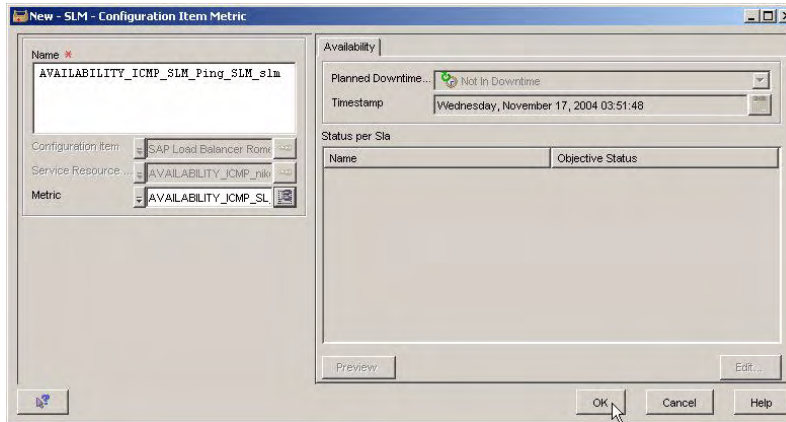 New - SLM - Configuration Item Metric
Name *
AVAILABILITY_ICMP_SLM_Ping_SLM_slm
Configuration Item
SAP Load Balancer Rome
Service Resource ...
AVAILABILITY_ICMP_niko
Metric
AVAILABILITY_ICMP_SL_
Availability
Planned Downtime...
Not In Downtime
Timestamp
Wednesday, November 17, 2004 03:51:48
Status per Sla
Name
Objective Status
Preview
Edit...
OK
Cancel
Help